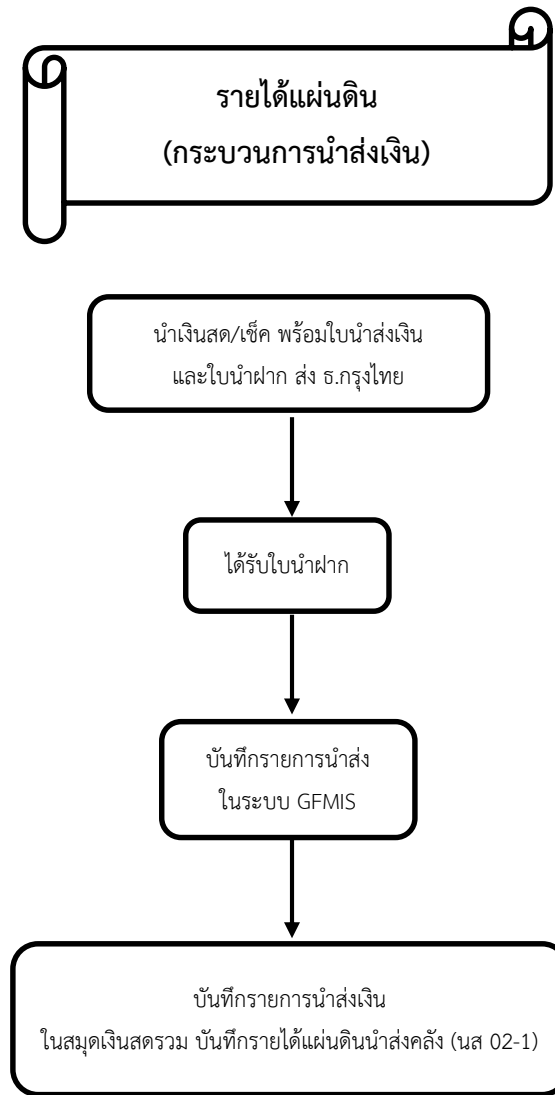 รายได้แผ่นดิน
(กระบวนการนำส่งเงิน)
นำเงินสด/เช็ค พร้อมใบนำส่งเงิน
และใบนำฝาก ส่ง ธ.กรุงไทย
ได้รับใบนำฝาก
บันทึกรายการนำส่ง
ในระบบ GFMIS
บันทึกรายการนำส่งเงิน
ในสมุดเงินสดรวม บันทึกรายได้แผ่นดินนำส่งคลัง (นส 02-1)